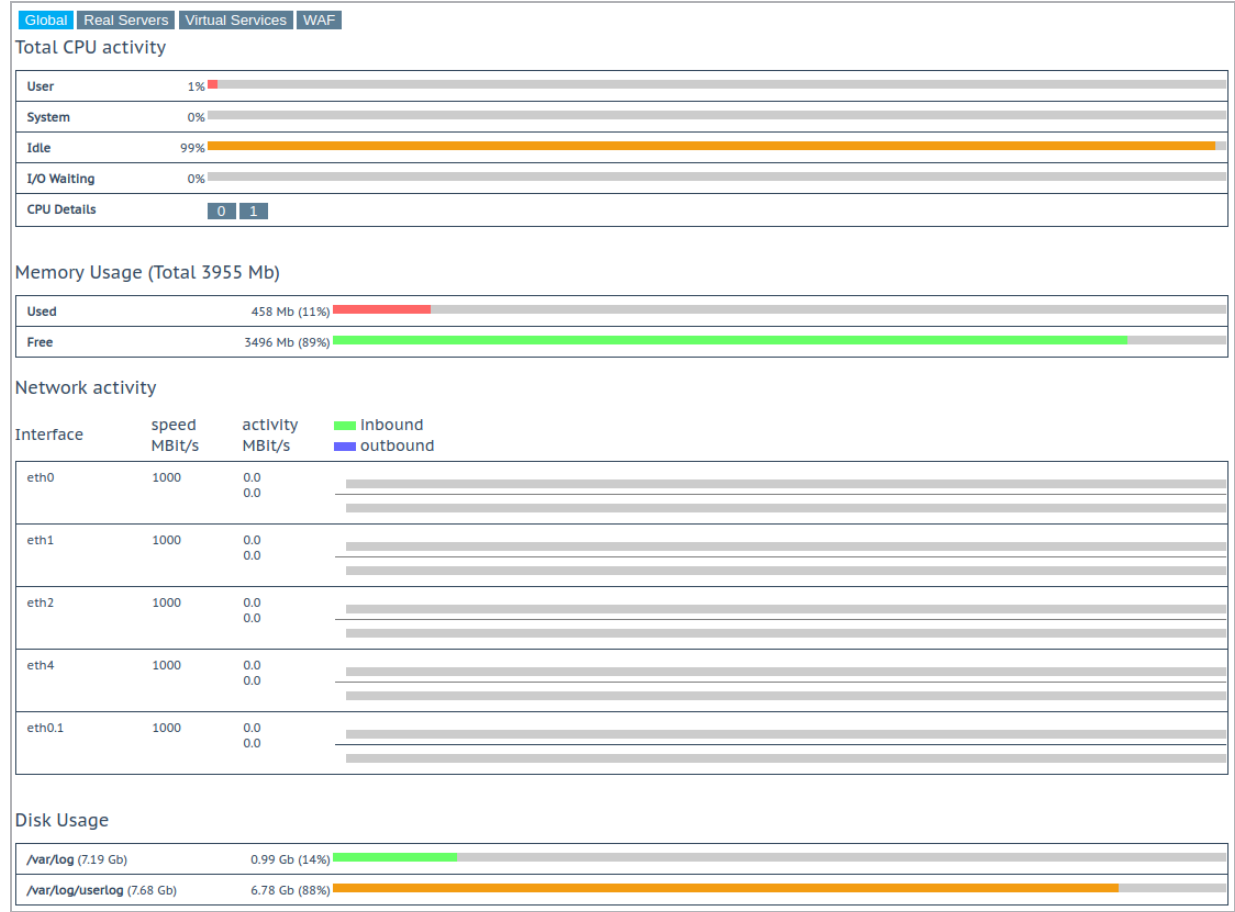 Global Real Servers Virtual Services WAF
Total CPU activity
User 1%
System 0%
Idle 99%
I/O Waiting 0%
CPU Details 0 1
Memory Usage (Total 3955 Mb)
Used 458 Mb (11%)
Free 3496 Mb (89%)
Network activity
Interface speed MBit/s activity MBit/s inbound outbound
eth0 1000 0.0
0.0
eth1 1000 0.0
0.0
eth2 1000 0.0
0.0
eth4 1000 0.0
0.0
eth0.1 1000 0.0
0.0
Disk Usage
/var/log (7.19 Gb) 0.99 Gb (14%)
/var/log/userlog (7.68 Gb) 6.78 Gb (88%)